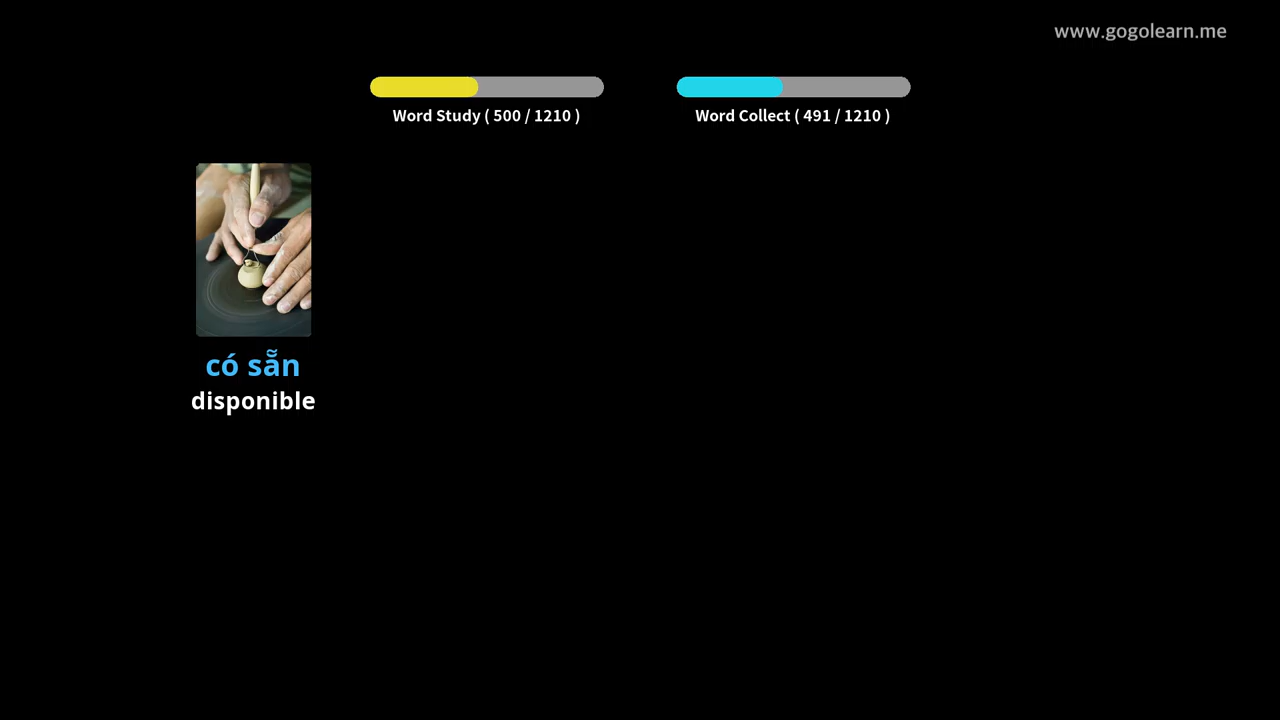 www.gogolearn.me
Word Study ( 500 / 1210 )
Word Collect ( 491 / 1210 )
có sẵn
disponible